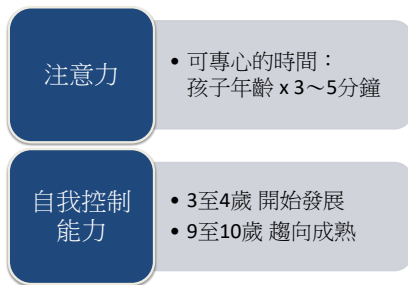 注意力
• 可專心的時間：
孩子年齡 x 3～5分鐘
自我控制
能力
• 3至4歲 開始發展
• 9至10歲 趨向成熟